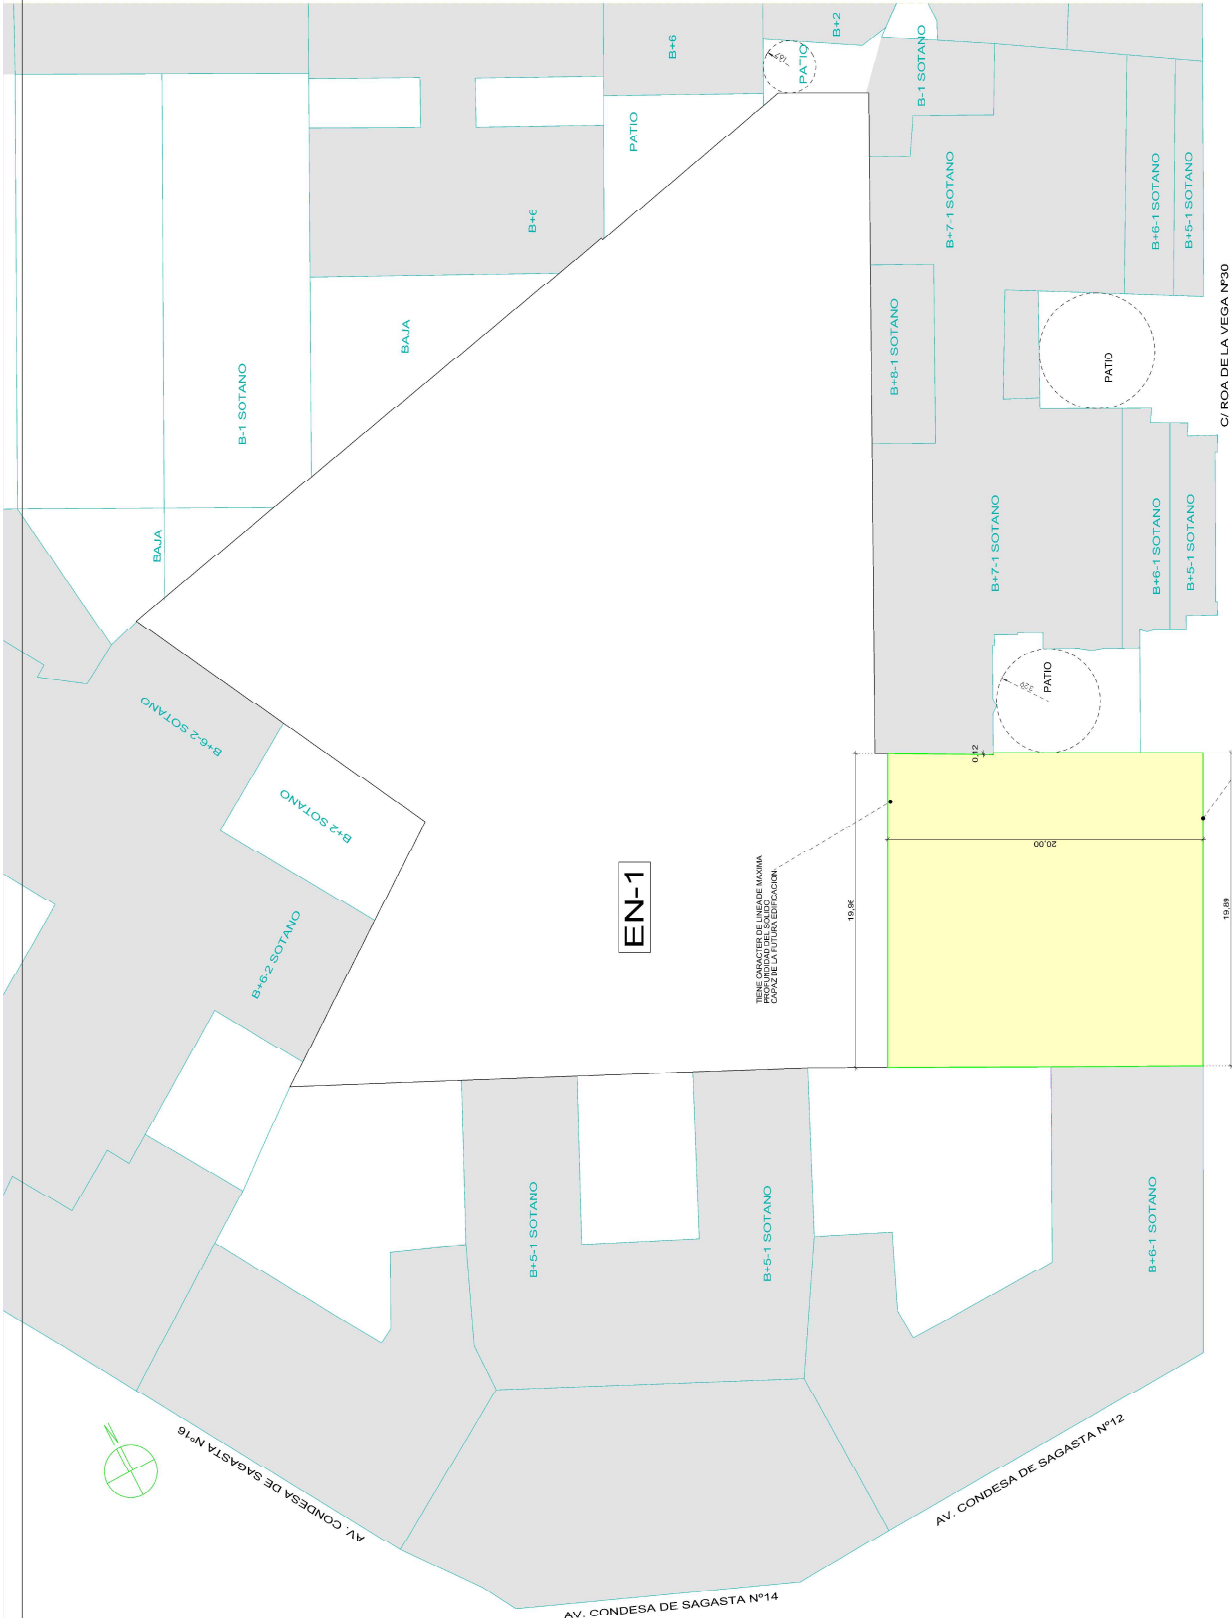 B+6
B+2
PATIO
B-1 SOTANO
PATIO
B+6
B+7-1 SOTANO
B+6-1 SOTANO
B+5-1 SOTANO
BAJA
B-1 SOTANO
B+8-1 SOTANO
PATIO
C/ ROA DE LA VEGA Nº30
BAJA
B+7-1 SOTANO
B+6-1 SOTANO
B+5-1 SOTANO
B+6-2 SOTANO
B+2 SOTANO
PATIO
3,29
0,12
20,00
TIENE CARACTER DE LINEA DE MAXIMA
PROFUNDIDAD DEL SOLIDO
CAPAZ DE LA FUTURA EDIFICACION
EN-1
19,96
19,89
B+6-2 SOTANO
B+5-1 SOTANO
B+5-1 SOTANO
B+6-1 SOTANO
AV. CONDESA DE SAGASTA Nº16
AV. CONDESA DE SAGASTA Nº14
AV. CONDESA DE SAGASTA Nº12